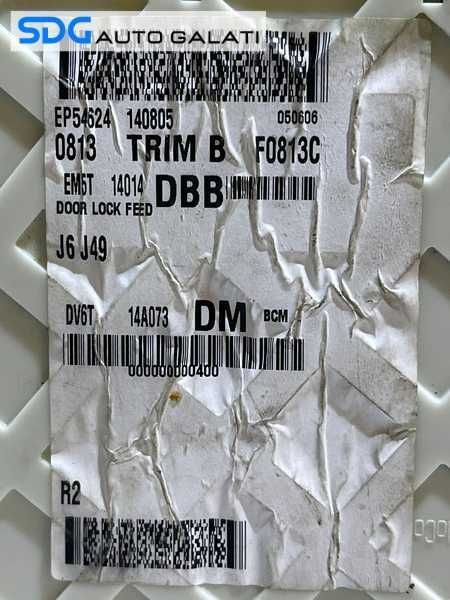 SDG AUTO GALATI
EP54624 140805 050606
0813 TRIM B F0813C
EM5T 14014 DBB
DOOR LOCK FEED
J6 J49
DV6T 14A073 DM BCM
000000000400
R2